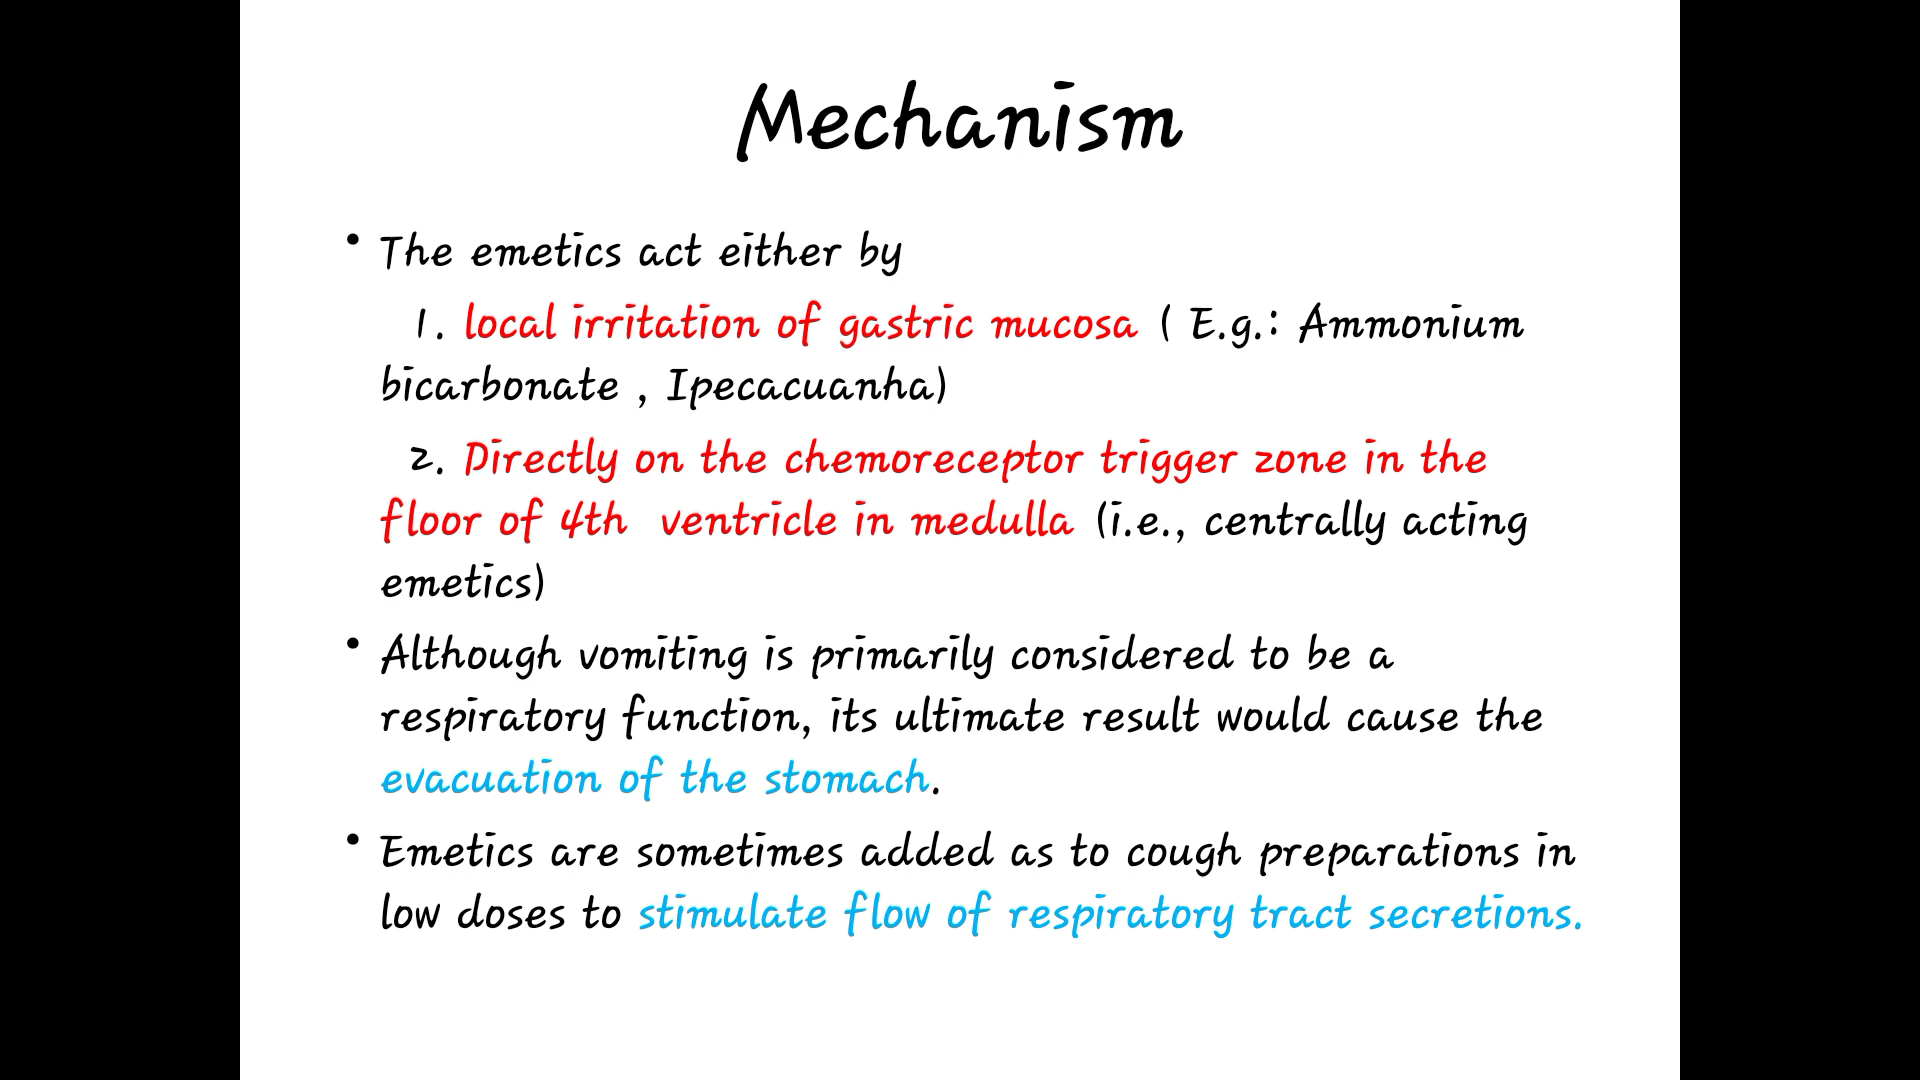 Mechanism
• The emetics act either by
1. local irritation of gastric mucosa ( E.g.: Ammonium
bicarbonate , Ipecacuanha)
2. Directly on the chemoreceptor trigger zone in the
floor of 4th ventricle in medulla (i.e., centrally acting
emetics)
• Although vomiting is primarily considered to be a
respiratory function, its ultimate result would cause the
evacuation of the stomach.
• Emetics are sometimes added as to cough preparations in
low doses to stimulate flow of respiratory tract secretions.